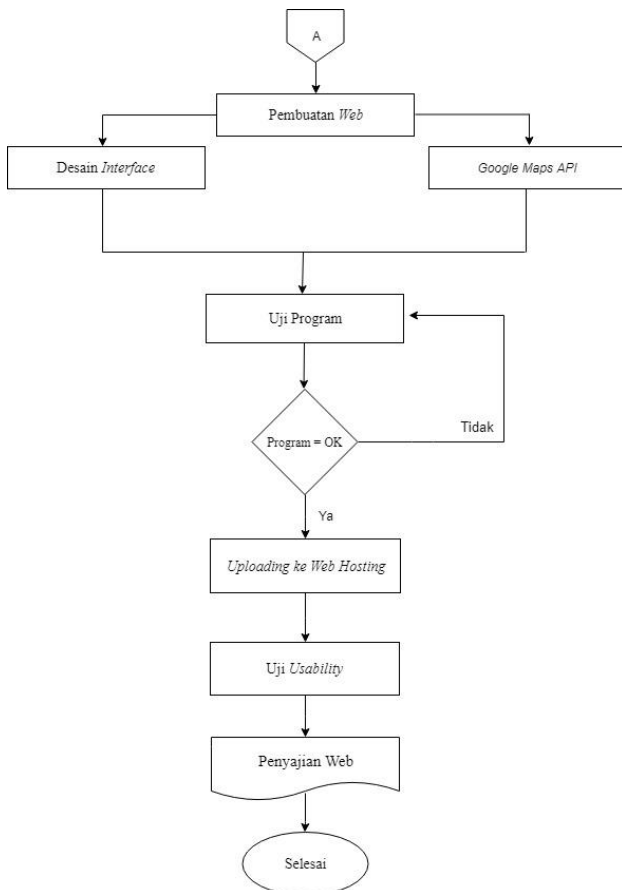 A
Pembuatan Web
Desain Interface
Google Maps API
Uji Program
Program = OK
Tidak
Ya
Uploading ke Web Hosting
Uji Usability
Penyajian Web
Selesai